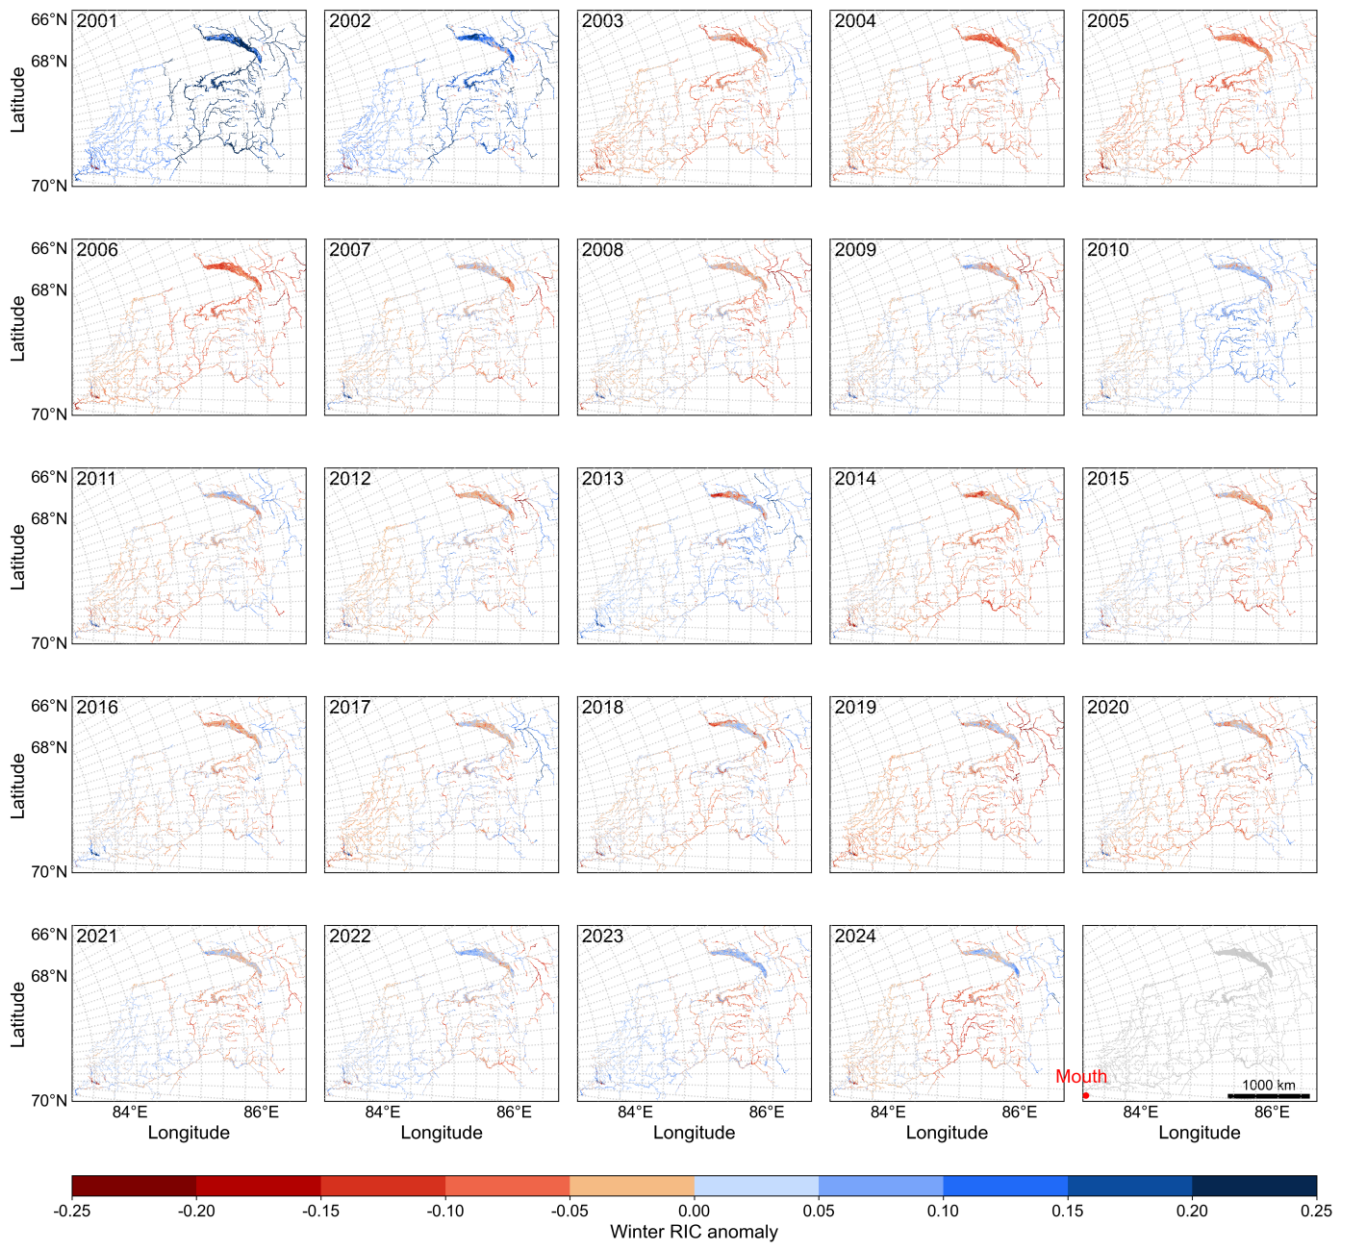 2001
2002
2003
2004
2005
66°N
68°N
70°N
Latitude
2006
2007
2008
2009
2010
66°N
68°N
70°N
Latitude
2011
2012
2013
2014
2015
66°N
68°N
70°N
Latitude
2016
2017
2018
2019
2020
66°N
68°N
70°N
Latitude
2021
2022
2023
2024
66°N
68°N
70°N
Latitude
Mouth
1000 km
84°E 86°E 84°E 86°E 84°E 86°E 84°E 86°E 84°E 86°E
Longitude Longitude Longitude Longitude Longitude
-0.25 -0.20 -0.15 -0.10 -0.05 0.00 0.05 0.10 0.15 0.20 0.25
Winter RIC anomaly